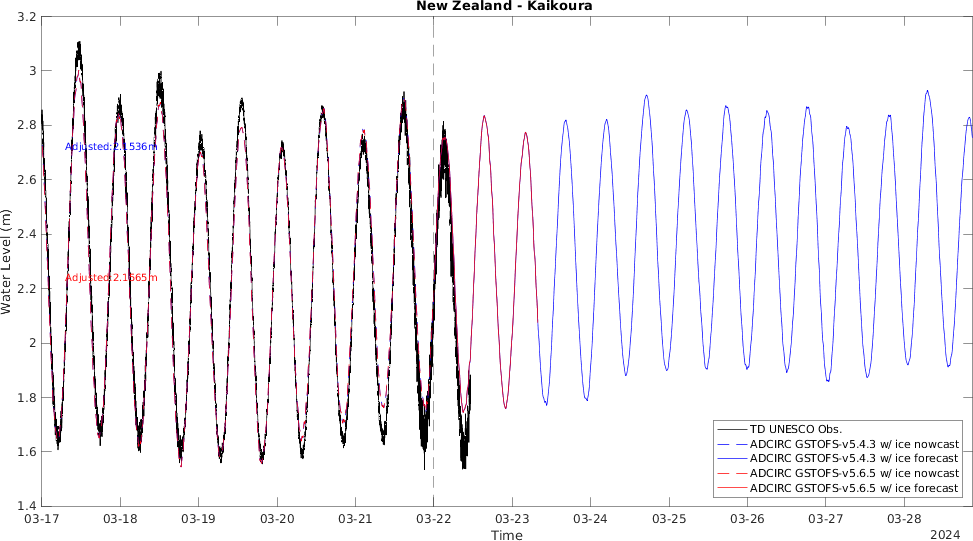 New Zealand - Kaikoura
Water Level (m)
3.2
3
2.8
2.6
2.4
2.2
2
1.8
1.6
1.4
Adjusted:2.1536m
Adjusted:2.1665m
TD UNESCO Obs.
ADCIRC GSTOFS-v5.4.3 w/ ice nowcast
ADCIRC GSTOFS-v5.4.3 w/ ice forecast
ADCIRC GSTOFS-v5.6.5 w/ ice nowcast
ADCIRC GSTOFS-v5.6.5 w/ ice forecast
03-17 03-18 03-19 03-20 03-21 03-22 03-23 03-24 03-25 03-26 03-27 03-28
Time
2024